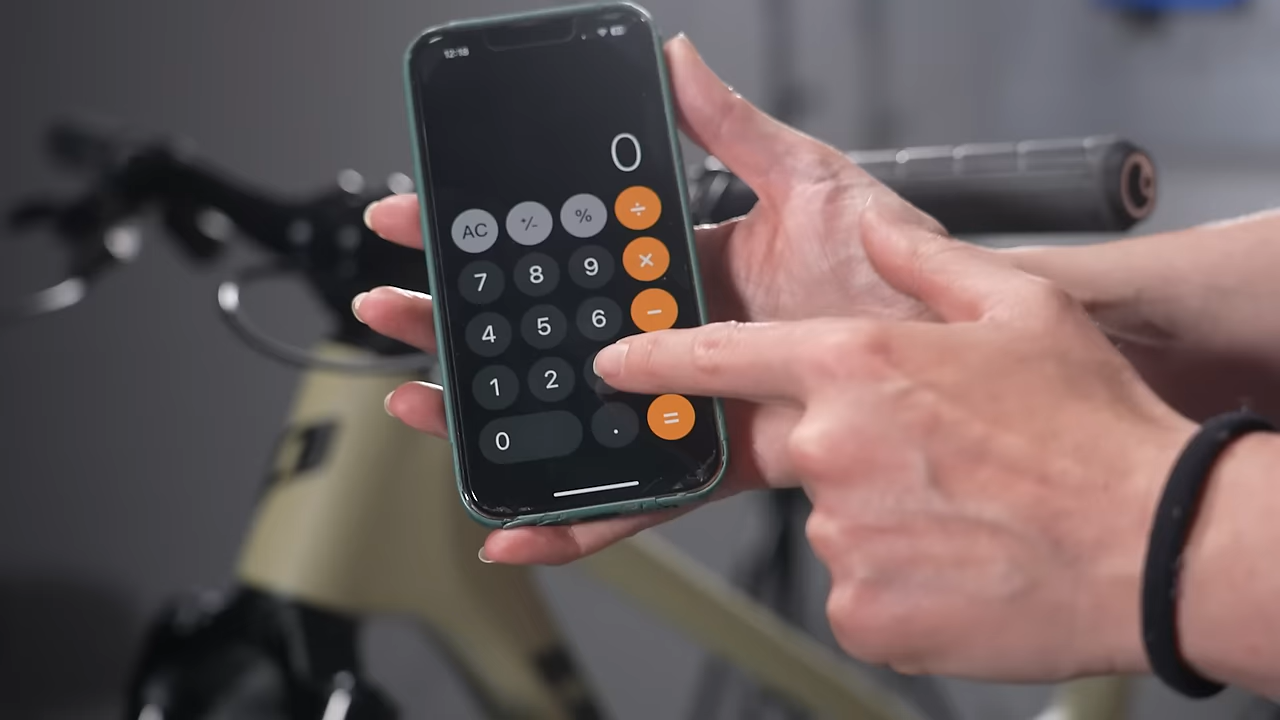 12:18
0
AC +/- % ÷
7 8 9 ×
4 5 6 −
1 2
0 . =